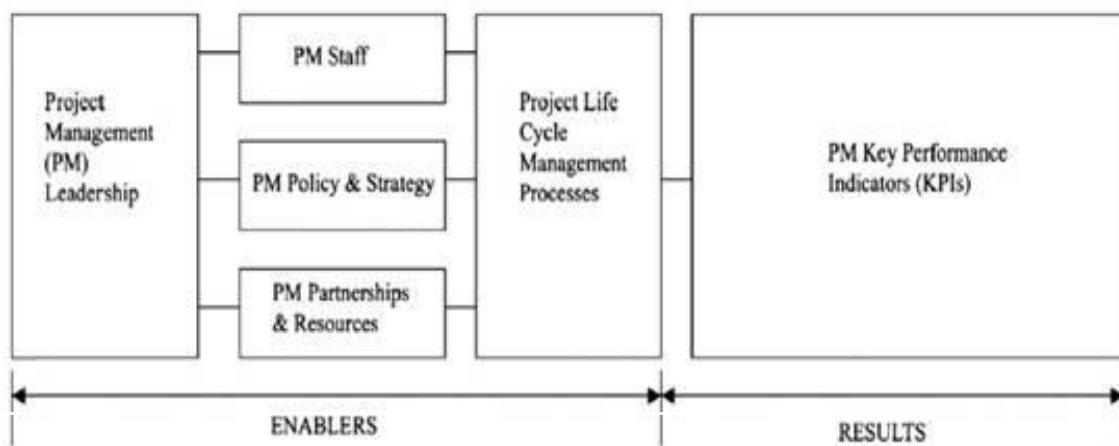 Project
Management
(PM)
Leadership
PM Staff
PM Policy & Strategy
PM Partnerships
& Resources
Project Life
Cycle
Management
Processes
PM Key Performance
Indicators (KPIs)
ENABLERS
RESULTS